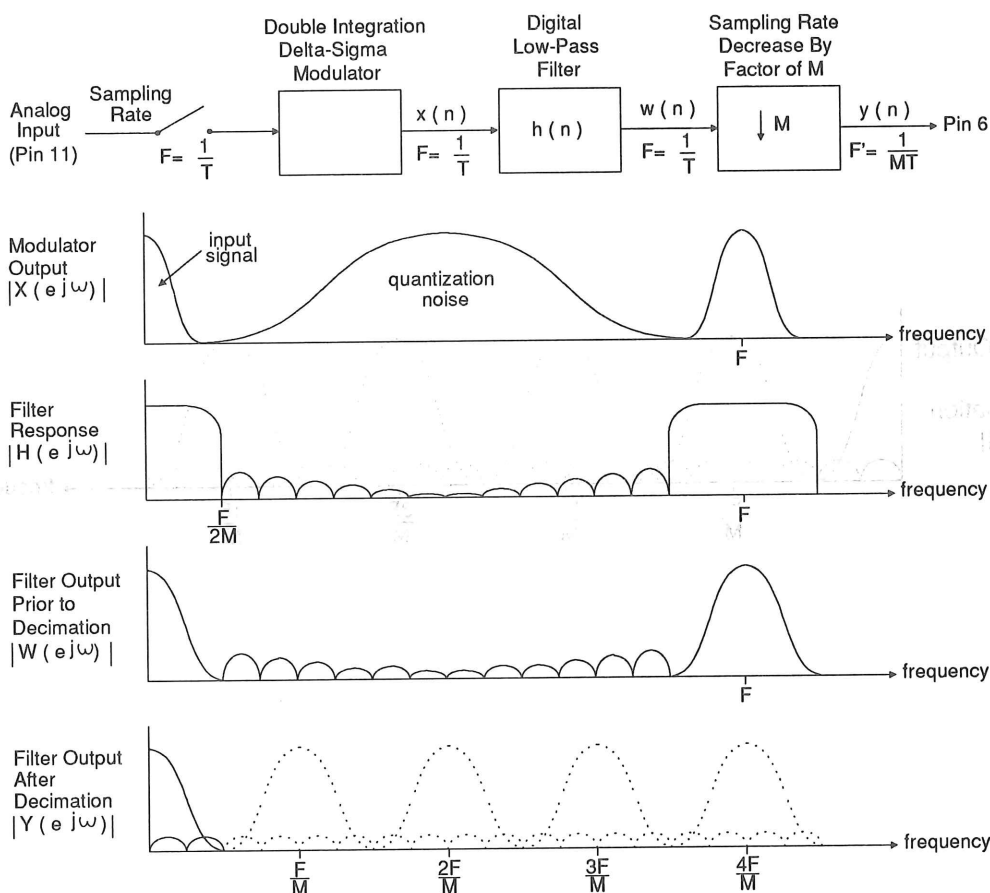 Double Integration
Delta-Sigma
Modulator
Digital
Low-Pass
Filter
Sampling Rate
Decrease By
Factor of M
Analog
Input
(Pin 11)
Sampling
Rate
F= 1/T
x(n)
F= 1/T
h(n)
w(n)
F= 1/T
↓ M
y(n)
F'= 1/MT
Pin 6
Modulator
Output
|X(e jω)|
input
signal
quantization
noise
F
frequency
Filter
Response
|H(e jω)|
F/2M
F
frequency
Filter Output
Prior to
Decimation
|W(e jω)|
F
frequency
Filter Output
After
Decimation
|Y(e jω)|
F/M
2F/M
3F/M
4F/M